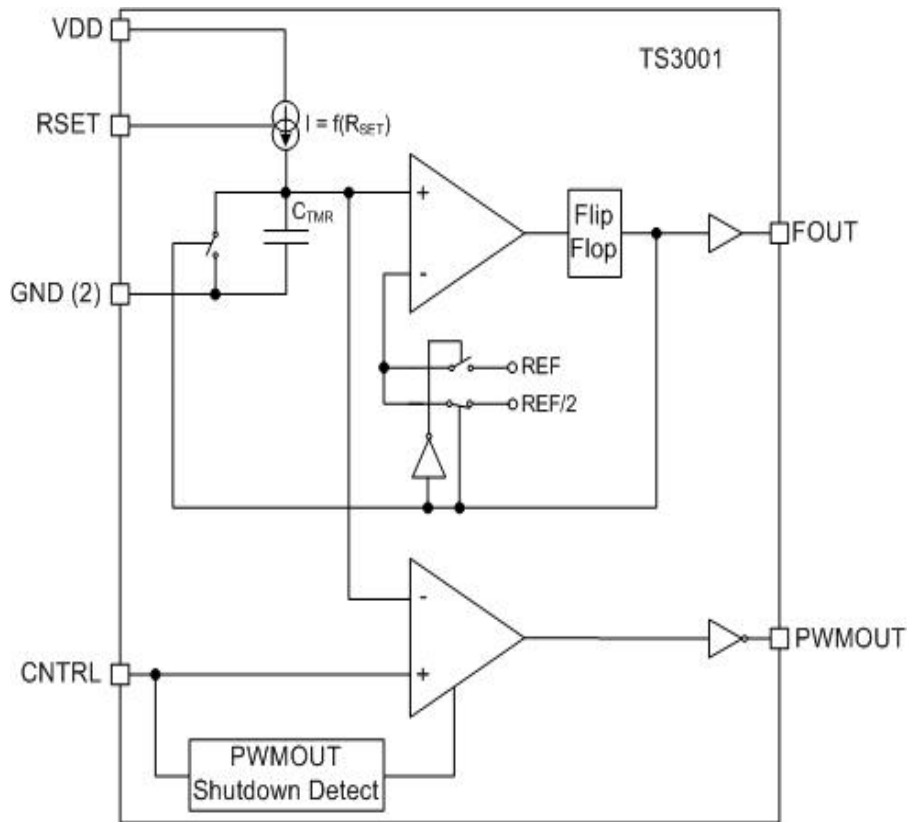 VDD
TS3001
RSET
I = f(RSET)
+
CTMR
Flip
Flop
FOUT
-
GND (2)
REF
REF/2
-
PWMOUT
CNTRL
+
PWMOUT
Shutdown Detect